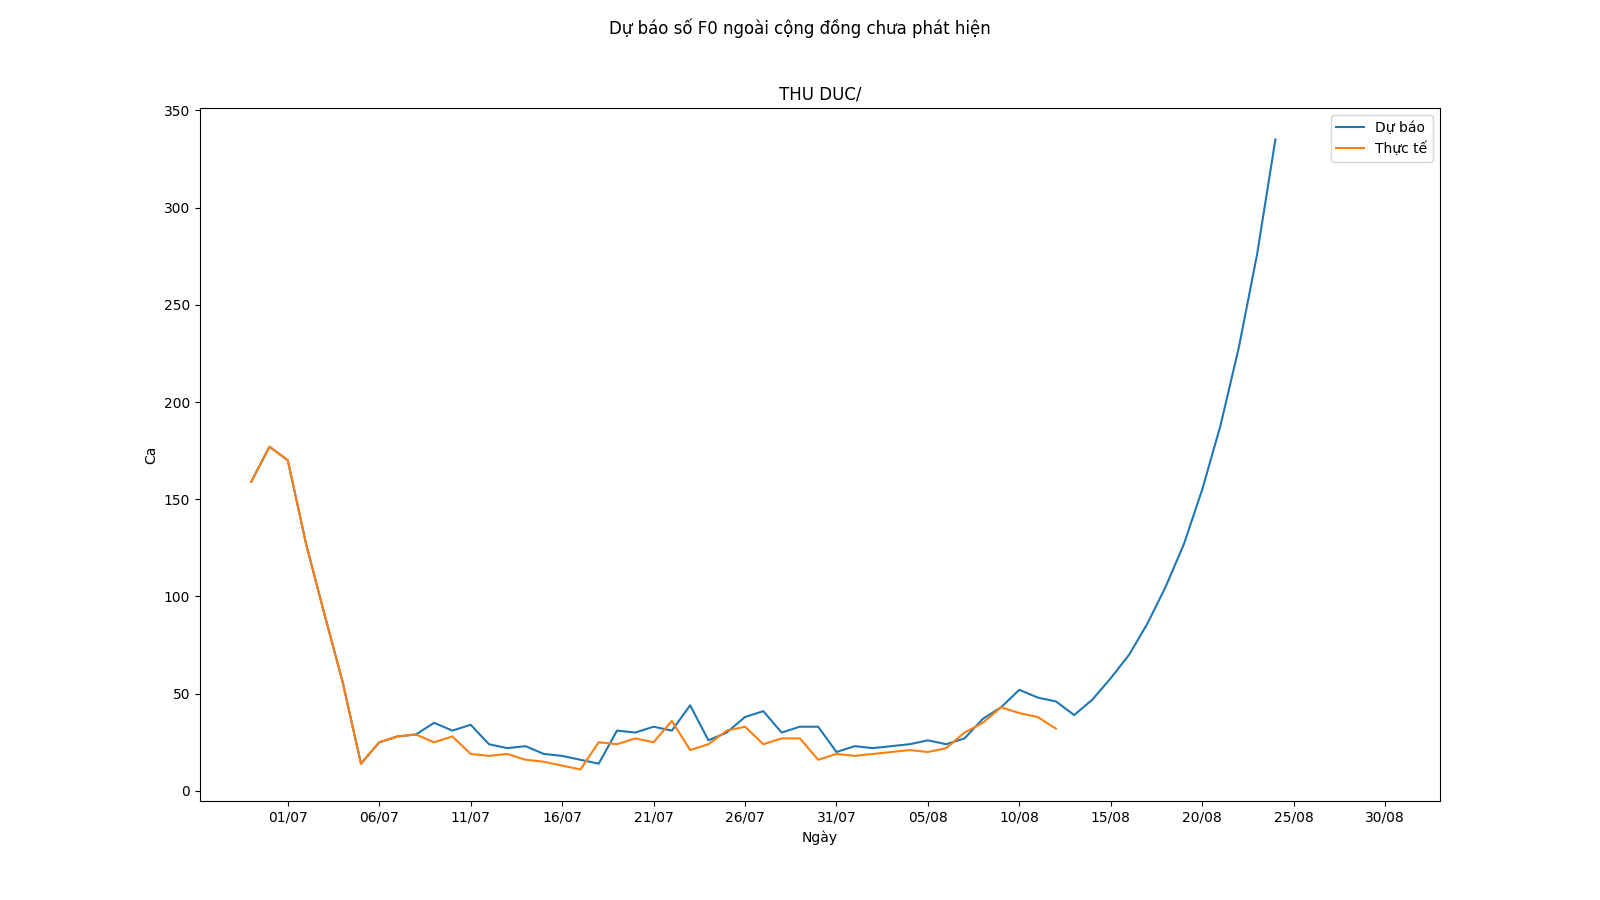 Dự báo số F0 ngoài cộng đồng chưa phát hiện
THU DUC/
Dự báo
Thực tế
350
300
250
200
150
100
50
0
Ca
01/07 06/07 11/07 16/07 21/07 26/07 31/07 05/08 10/08 15/08 20/08 25/08 30/08
Ngày